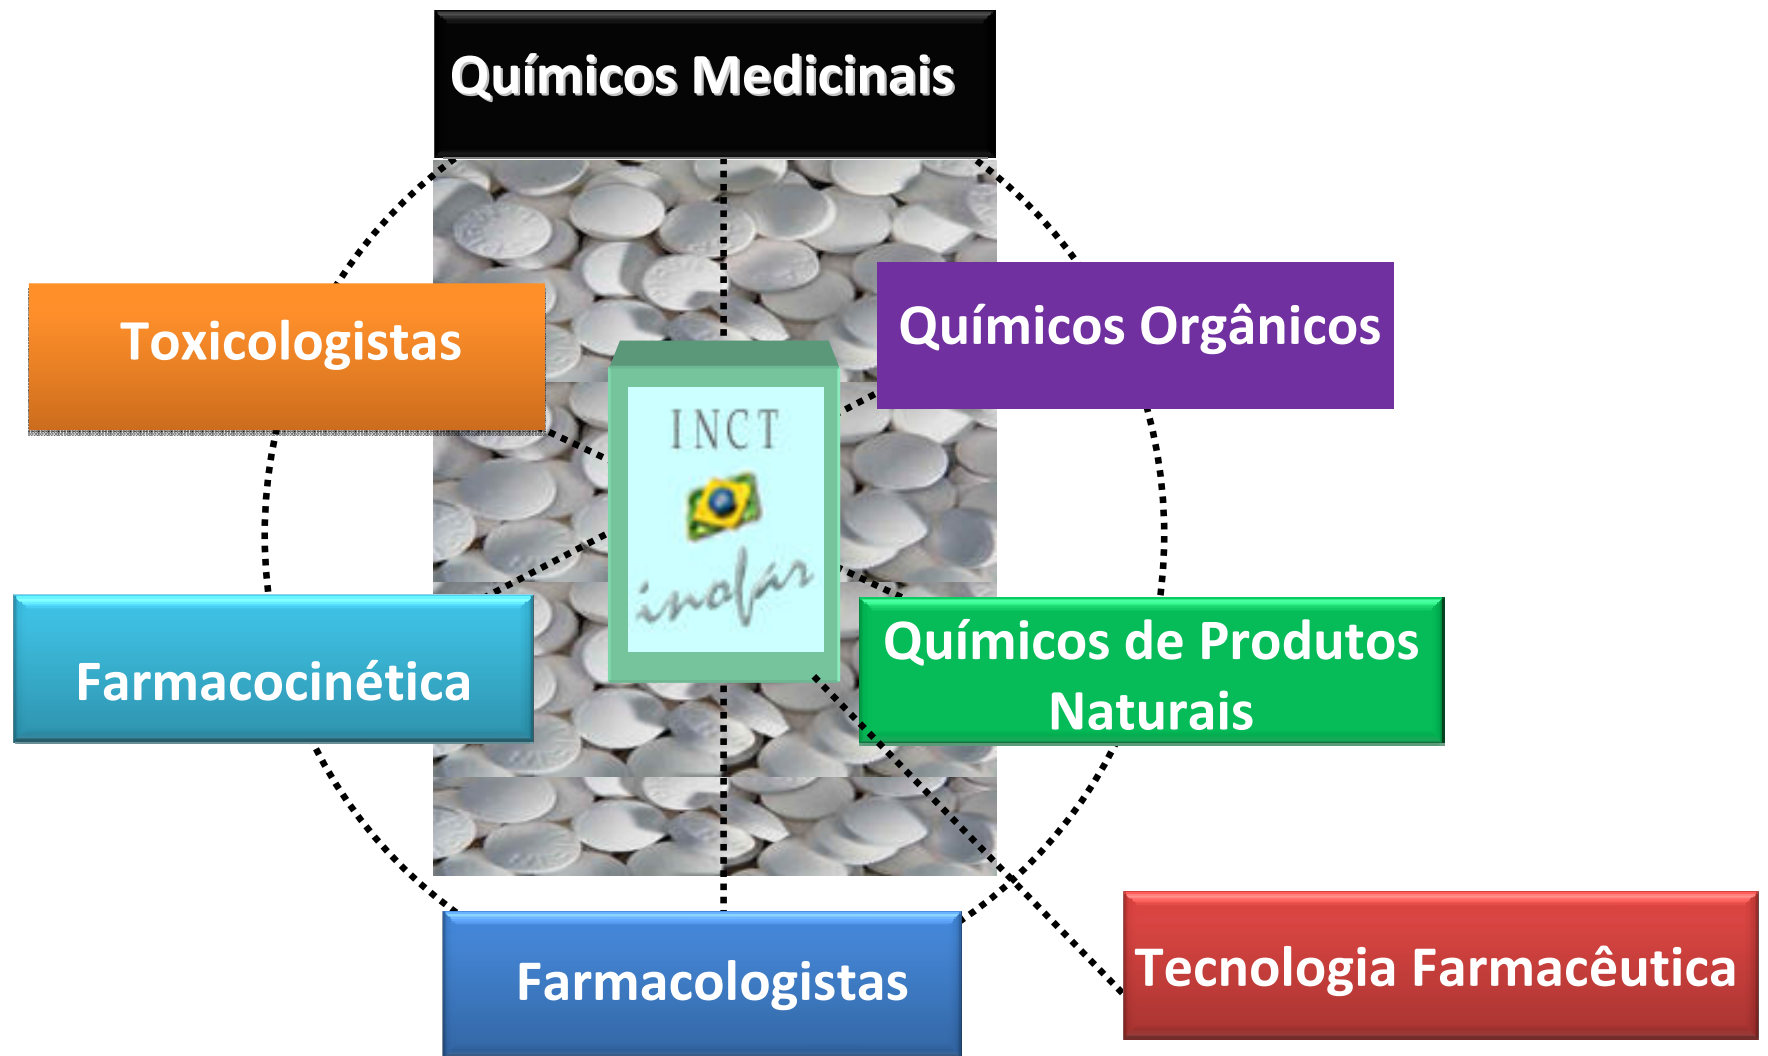 Químicos Medicinais
Toxicologistas
Químicos Orgânicos
INCT
inofar
Farmacocinética
Químicos de Produtos
Naturais
Farmacologistas
Tecnologia Farmacêutica